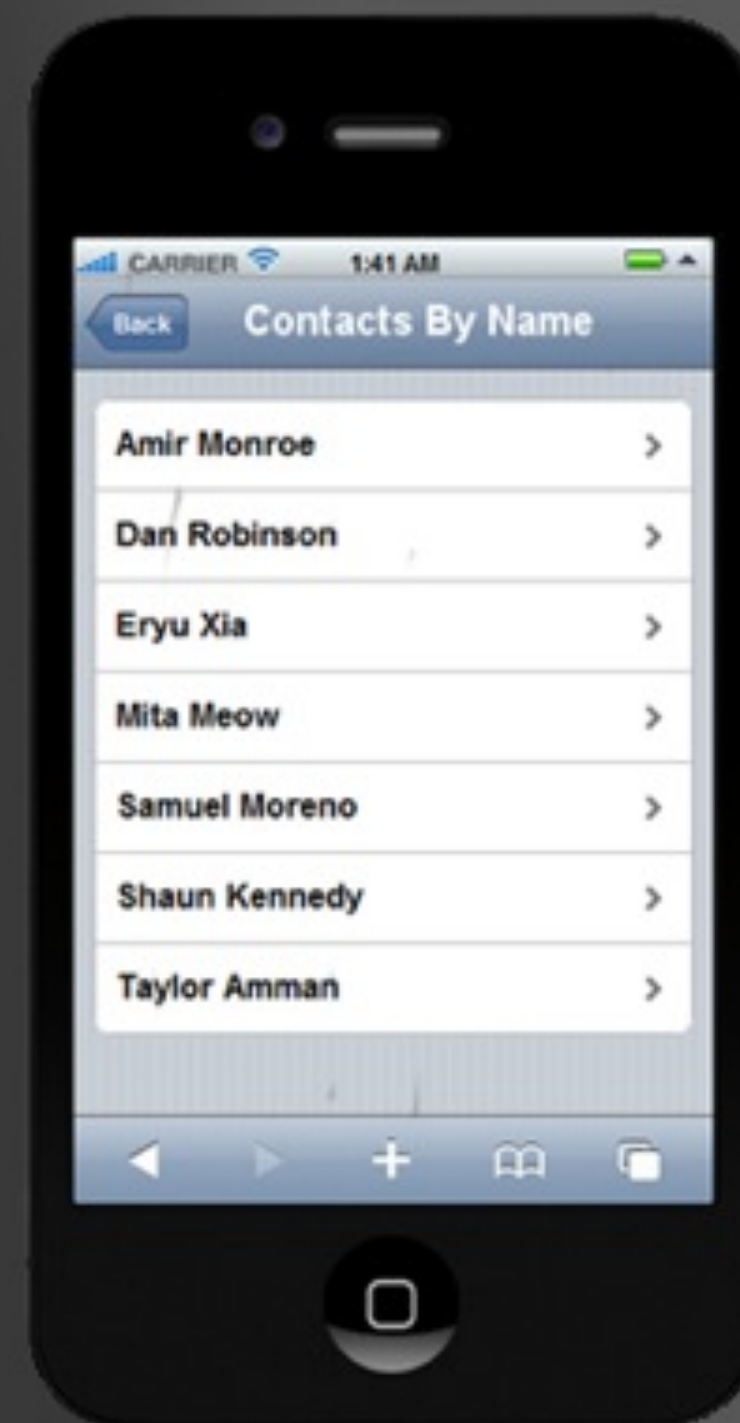 CARRIER 1:41 AM
Back Contacts By Name
Amir Monroe
Dan Robinson
Eryu Xia
Mita Meow
Samuel Moreno
Shaun Kennedy
Taylor Amman